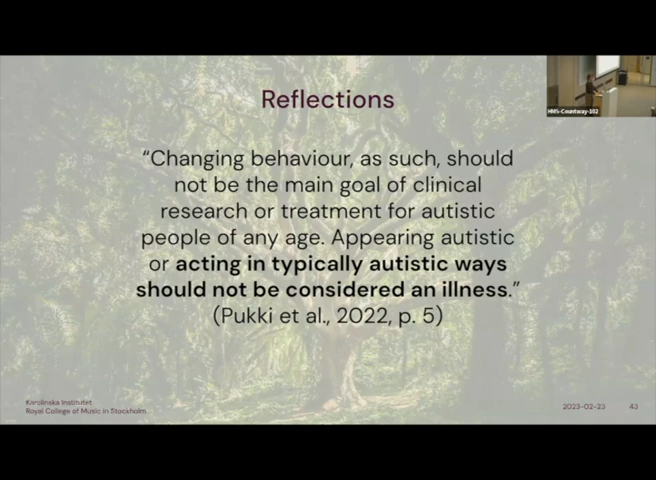 Reflections
HMS-Countway-102
“Changing behaviour, as such, should
not be the main goal of clinical
research or treatment for autistic
people of any age. Appearing autistic
or acting in typically autistic ways
should not be considered an illness.”
(Pukki et al., 2022, p. 5)
Karolinska Institutet
Royal College of Music in Stockholm
2023-02-23
43